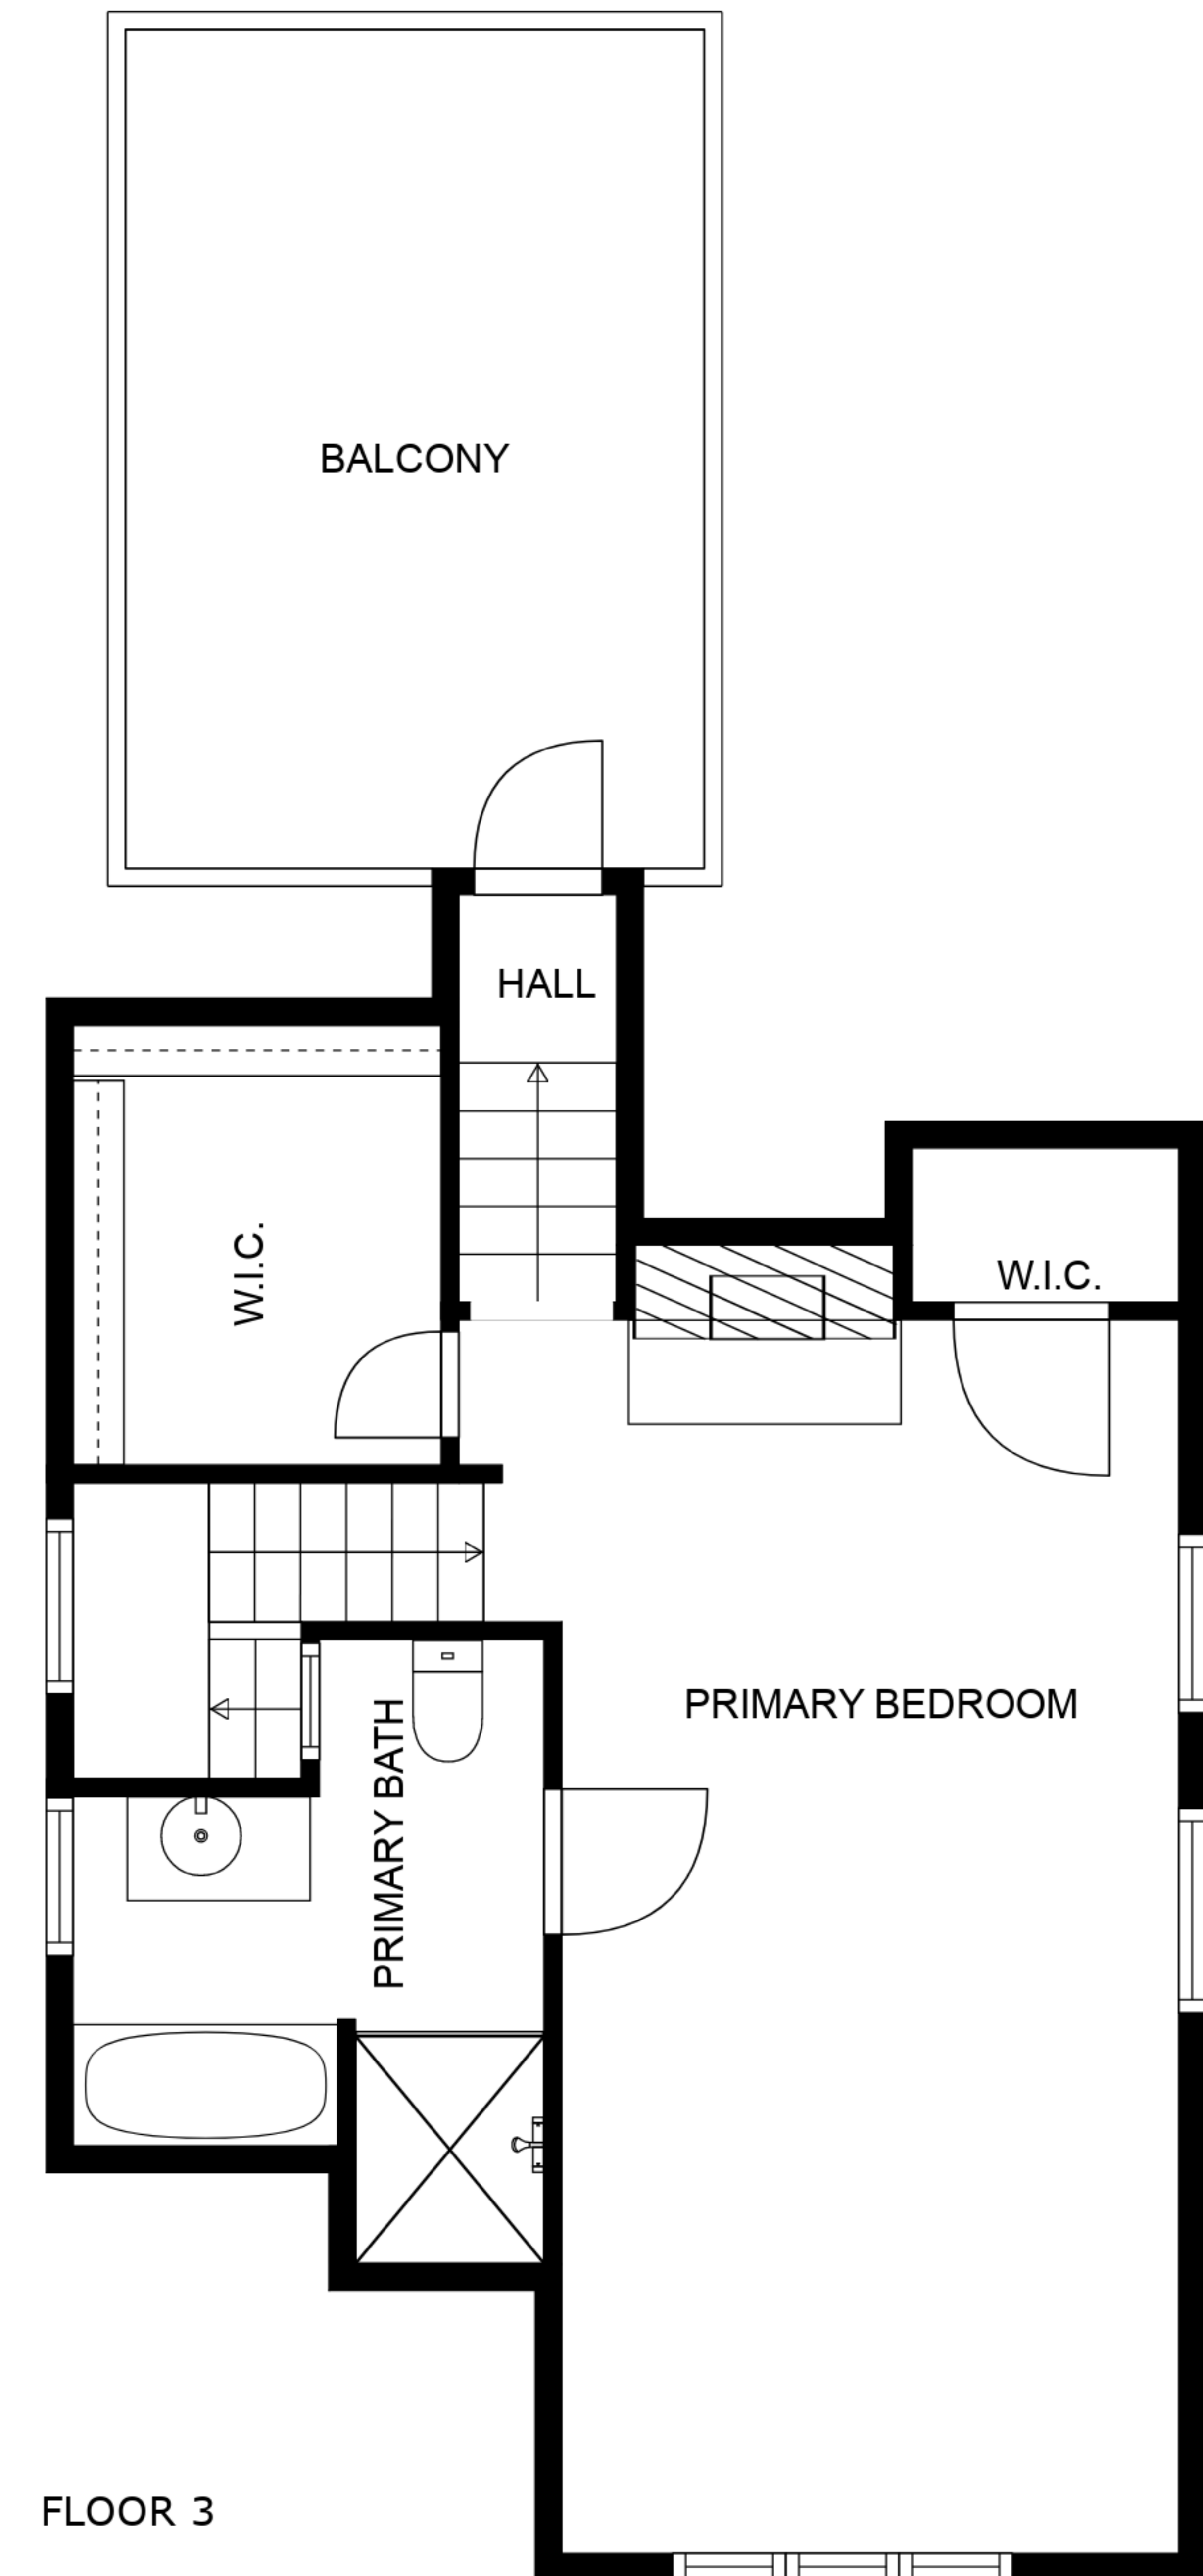 BALCONY
HALL
W.I.C.
W.I.C.
PRIMARY BEDROOM
PRIMARY BATH
FLOOR 3